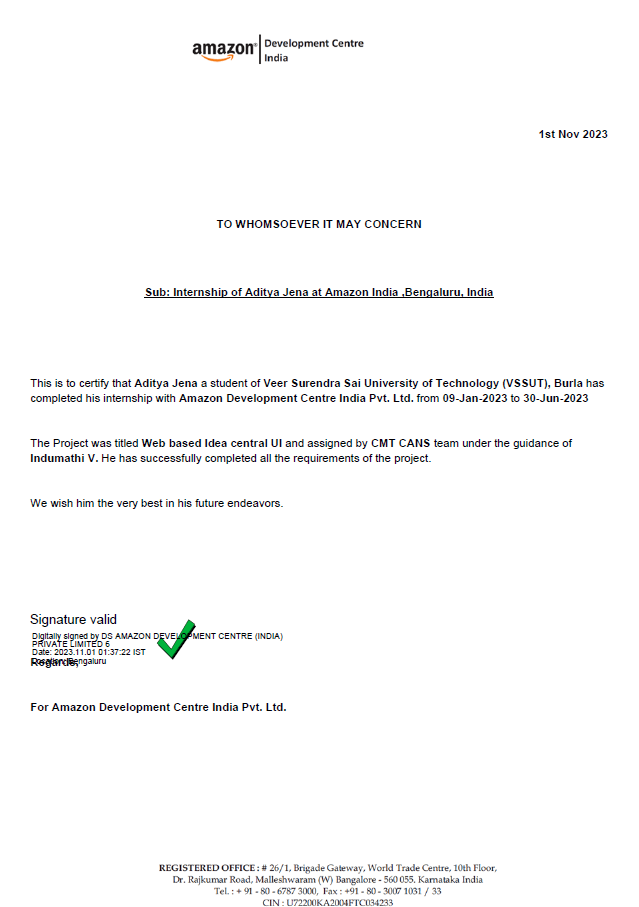 amazon® Development Centre
India
1st Nov 2023
TO WHOMSOEVER IT MAY CONCERN
Sub: Internship of Aditya Jena at Amazon India ,Bengaluru, India
This is to certify that Aditya Jena a student of Veer Surendra Sai University of Technology (VSSUT), Burla has
completed his internship with Amazon Development Centre India Pvt. Ltd. from 09-Jan-2023 to 30-Jun-2023
The Project was titled Web based Idea central UI and assigned by CMT CANS team under the guidance of
Indumathi V. He has successfully completed all the requirements of the project.
We wish him the very best in his future endeavors.
Signature valid
Digitally signed by DS AMAZON DEVELOPMENT CENTRE (INDIA)
PRIVATE LIMITED 6
Date: 2023.11.01 01:37:22 IST
Location: Bengaluru
Regards,
For Amazon Development Centre India Pvt. Ltd.
REGISTERED OFFICE : # 26/1, Brigade Gateway, World Trade Centre, 10th Floor,
Dr. Rajkumar Road, Malleshwaram (W) Bangalore - 560 055. Karnataka India
Tel. : + 91 - 80 - 6787 3000, Fax : +91 - 80 - 3007 1031 / 33
CIN : U72200KA2004FTC034233